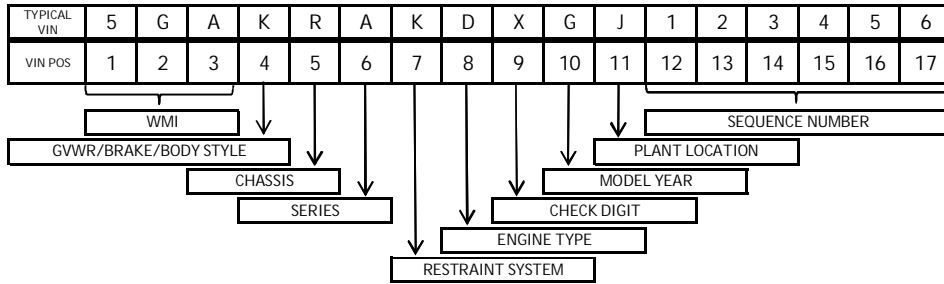 TYPICAL VIN 5 G A K R A K D X G J 1 2 3 4 5 6
VIN POS 1 2 3 4 5 6 7 8 9 10 11 12 13 14 15 16 17
WMI SEQUENCE NUMBER
GVWR/BRAKE/BODY STYLE PLANT LOCATION
CHASSIS MODEL YEAR
SERIES CHECK DIGIT
ENGINE TYPE
RESTRAINT SYSTEM